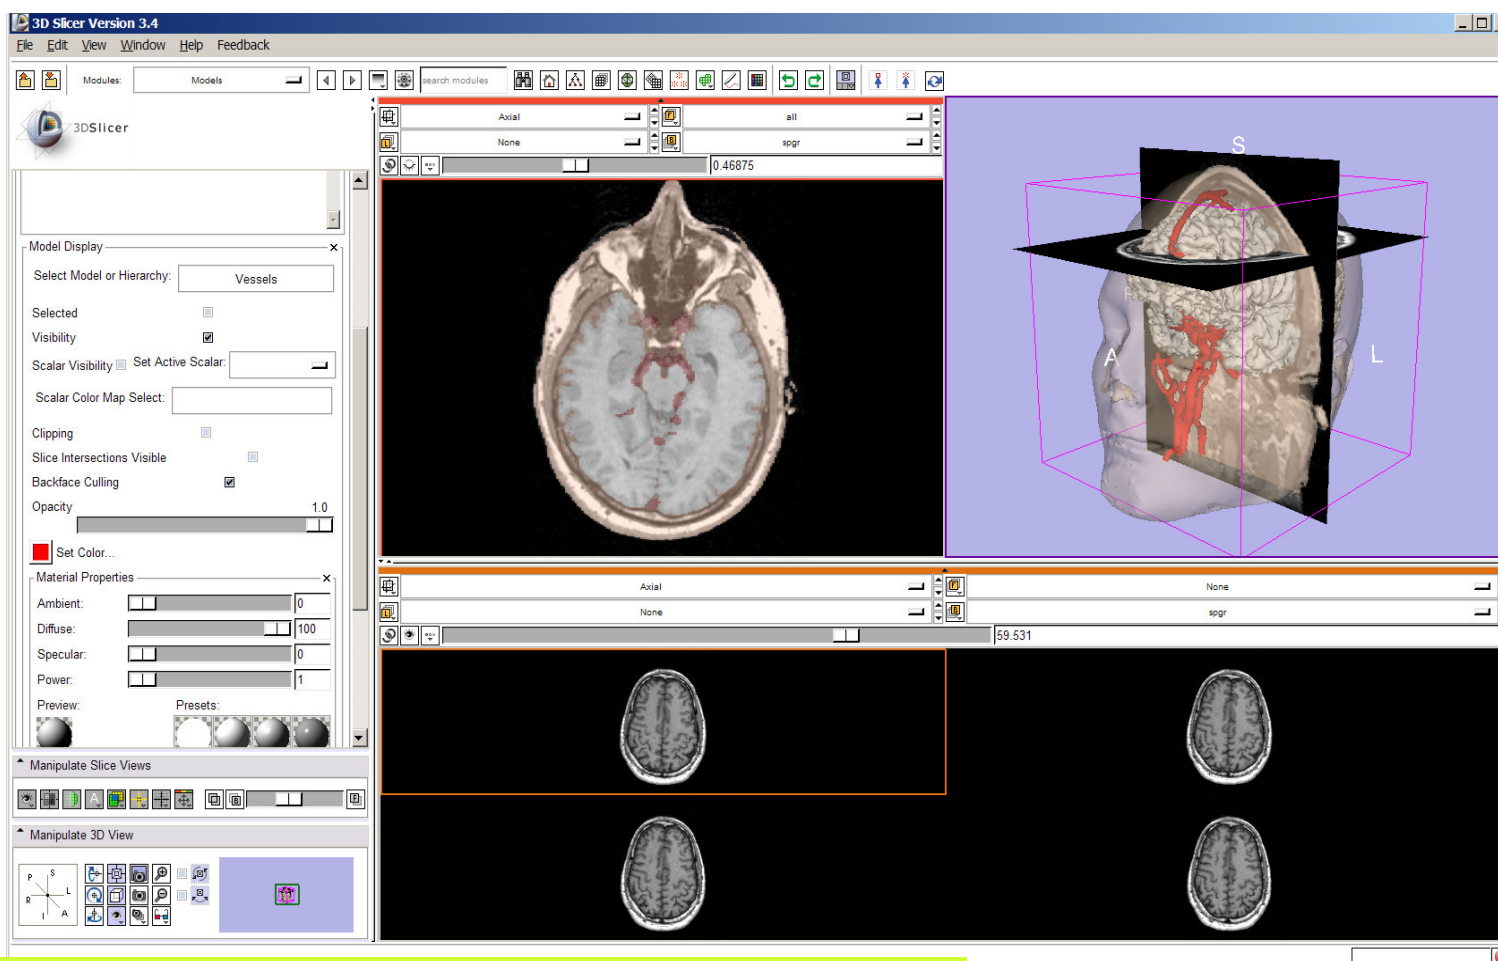 3D Slicer Version 3.4
File Edit View Window Help Feedback
Modules: Models search modules
3DSlicer
Axial all
None spgr
0.46875
S
A
L
Model Display
Select Model or Hierarchy: Vessels
Selected
Visibility
Scalar Visibility Set Active Scalar:
Scalar Color Map Select:
Clipping
Slice Intersections Visible
Backface Culling
Opacity 1.0
Set Color...
Material Properties
Ambient: 0
Diffuse: 100
Specular: 0
Power: 1
Preview: Presets:
Axial None
None spgr
59.531
Manipulate Slice Views
Manipulate 3D View
P S
R L
I A